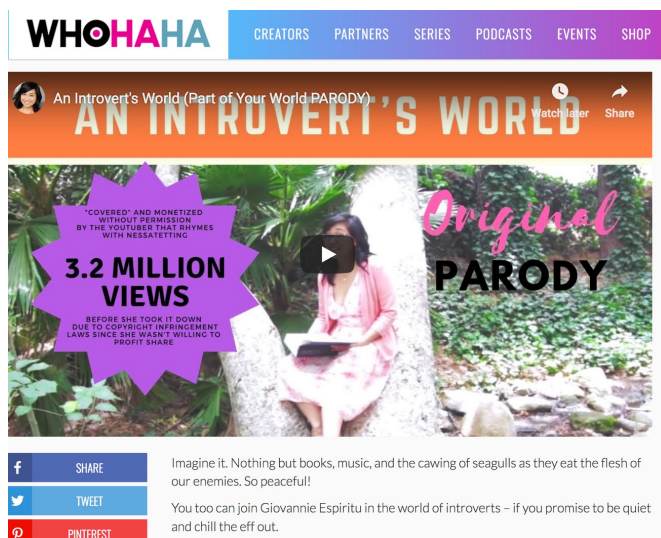 WHOHAHA
CREATORS PARTNERS SERIES PODCASTS EVENTS SHOP
An Introvert's World (Part of Your World PARODY)
Watch later Share
AN INTROVERT'S WORLD
"COVERED" AND MONETIZED
WITHOUT PERMISSION
BY THE YOUTUBER THAT RHYMES
WITH NESSATETTING
3.2 MILLION
VIEWS
BEFORE SHE TOOK IT DOWN
DUE TO COPYRIGHT INFRINGEMENT
LAWS SINCE SHE WASN'T WILLING TO
PROFIT SHARE
Original
PARODY
SHARE
TWEET
PINTEREST
Imagine it. Nothing but books, music, and the cawing of seagulls as they eat the flesh of
our enemies. So peaceful!
You too can join Giovannie Espiritu in the world of introverts – if you promise to be quiet
and chill the eff out.